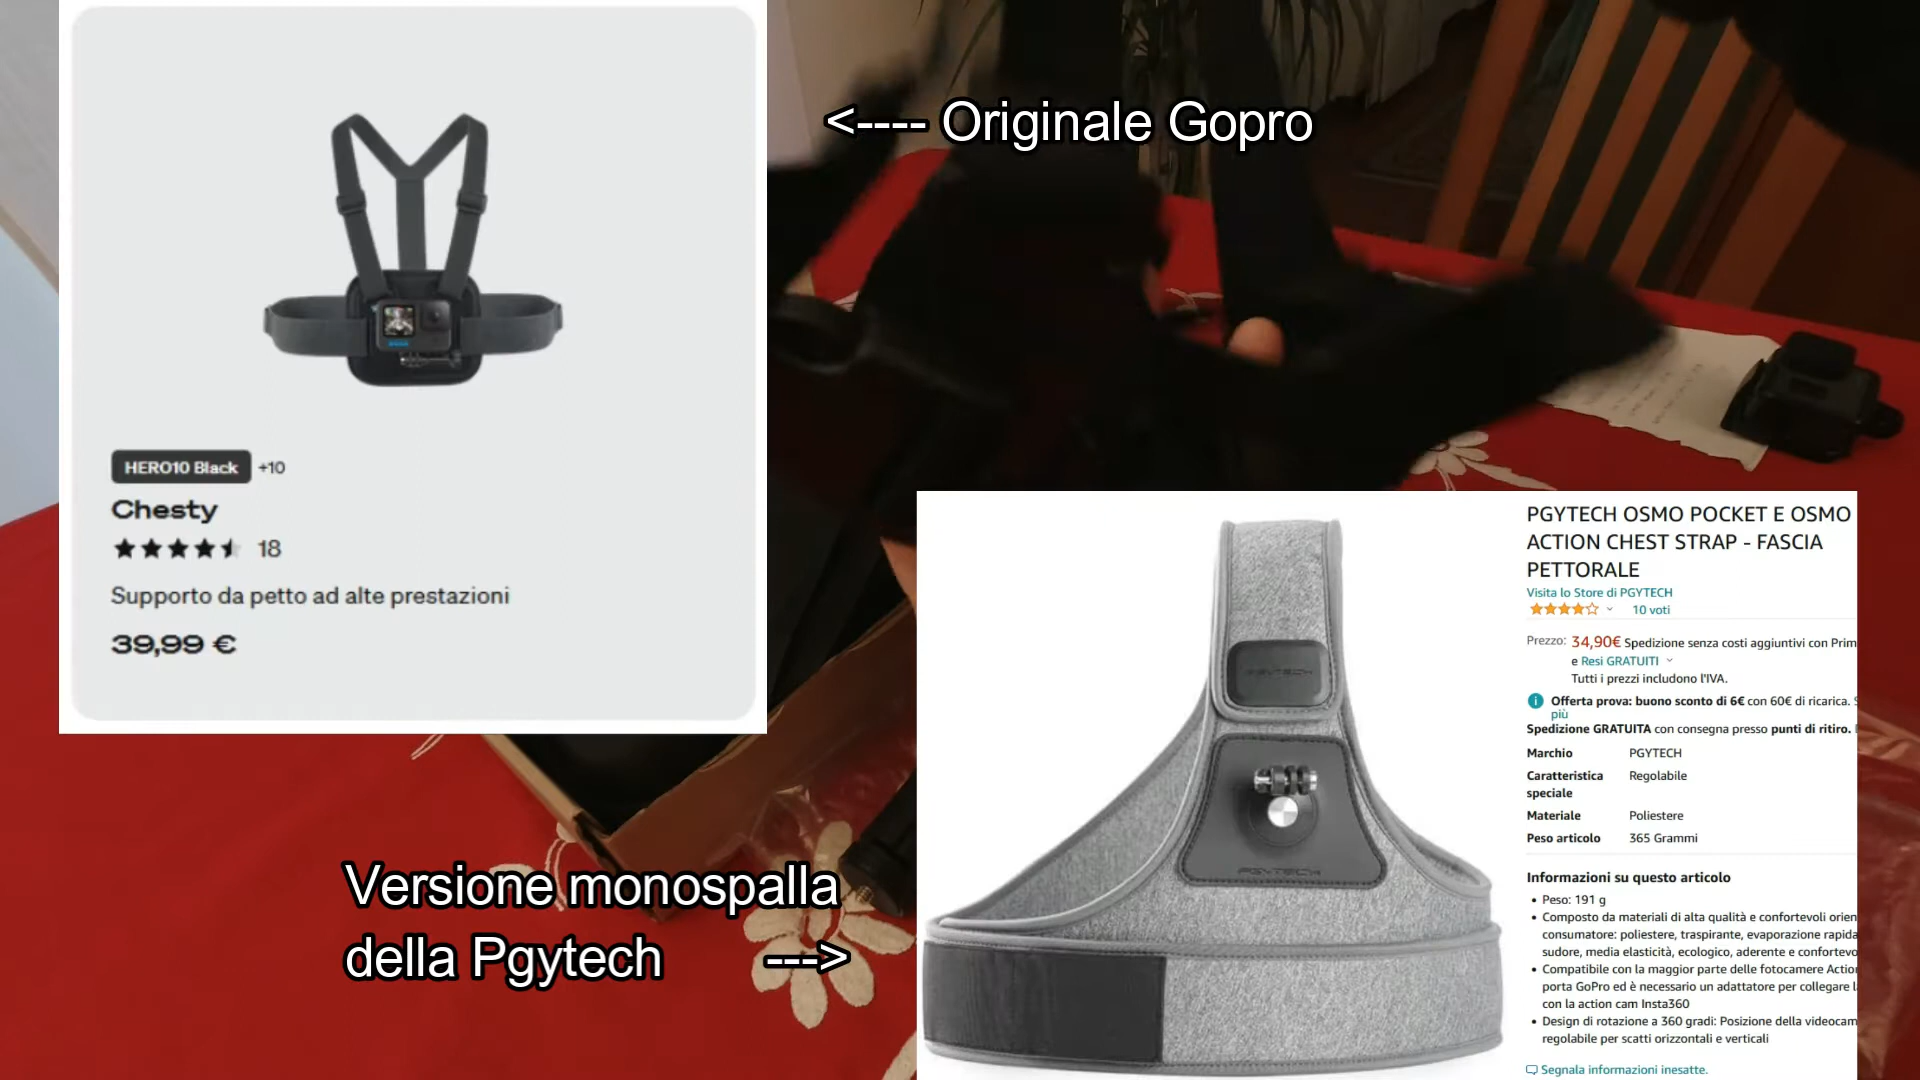 <---- Originale Gopro
HERO10 Black +10
Chesty
18
Supporto da petto ad alte prestazioni
39,99 €
Versione monospalla
della Pgytech --->
PGYTECH
PGYTECH
PGYTECH OSMO POCKET E OSMO
ACTION CHEST STRAP - FASCIA
PETTORALE
Visita lo Store di PGYTECH
10 voti
Prezzo: 34,90€ Spedizione senza costi aggiuntivi con Prim
e Resi GRATUITI
Tutti i prezzi includono l'IVA.
Offerta prova: buono sconto di 6€ con 60€ di ricarica. S
più
Spedizione GRATUITA con consegna presso punti di ritiro.
Marchio PGYTECH
Caratteristica Regolabile
speciale
Materiale Poliestere
Peso articolo 365 Grammi
Informazioni su questo articolo
• Peso: 191 g
• Composto da materiali di alta qualità e confortevoli orien
consumatore: poliestere, traspirante, evaporazione rapida
sudore, media elasticità, ecologico, aderente e confortevo
• Compatibile con la maggior parte delle fotocamere Action
porta GoPro ed è necessario un adattatore per collegare l
con la action cam Insta360
• Design di rotazione a 360 gradi: Posizione della videocam
regolabile per scatti orizzontali e verticali
Segnala informazioni inesatte.